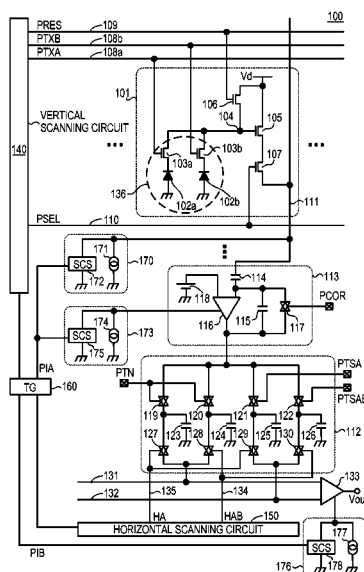 100
PRES 109
PTXB 108b
PTXA 108a
101
Vd
106
104
105
103a
103b
107
136
102a
102b
111
140
VERTICAL SCANNING CIRCUIT
PSEL 110
171
170
SCS
172
114
113
118
116
115
117
PCOR
174
173
SCS
175
PIA
TG
160
PTN
PTSA
PTSAB
119
120
121
122
112
123
124
125
126
127
128
129
130
131
132
133
135
134
Vout
HA
HAB
150
HORIZONTAL SCANNING CIRCUIT
PIB
177
SCS
176
178